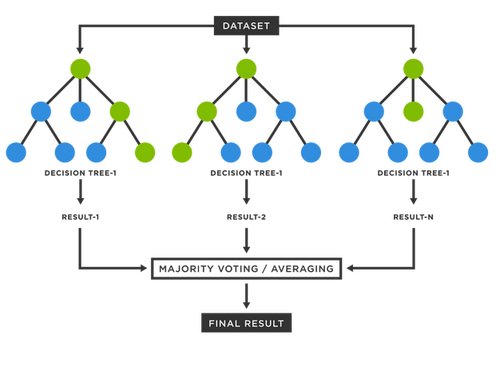 DATASET
DECISION TREE-1
DECISION TREE-1
DECISION TREE-1
RESULT-1
RESULT-2
RESULT-N
MAJORITY VOTING / AVERAGING
FINAL RESULT